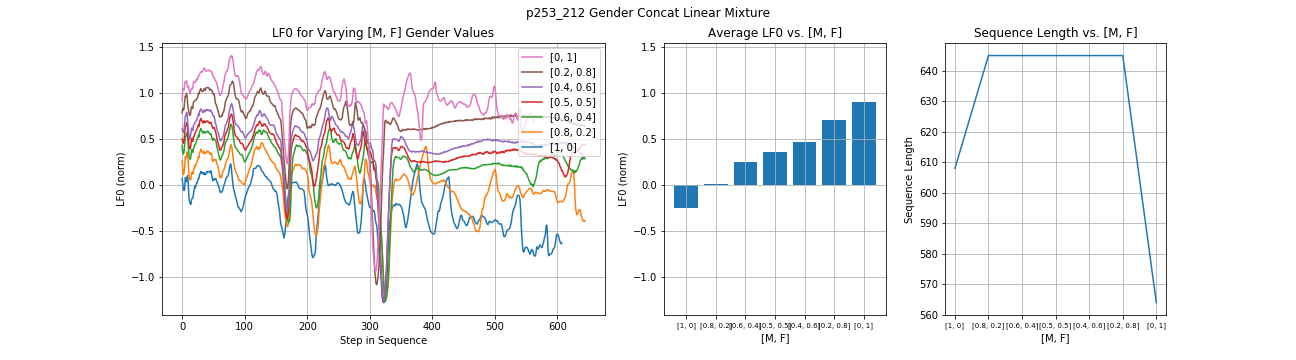 p253_212 Gender Concat Linear Mixture
LF0 for Varying [M, F] Gender Values
LF0 (norm)
1.5
1.0
0.5
0.0
−0.5
−1.0
0 100 200 300 400 500 600
Step in Sequence
[0, 1]
[0.2, 0.8]
[0.4, 0.6]
[0.5, 0.5]
[0.6, 0.4]
[0.8, 0.2]
[1, 0]
Average LF0 vs. [M, F]
LF0 (norm)
1.5
1.0
0.5
0.0
−0.5
−1.0
[1, 0] [0.8, 0.2] [0.6, 0.4] [0.5, 0.5] [0.4, 0.6] [0.2, 0.8] [0, 1]
[M, F]
Sequence Length vs. [M, F]
Sequence Length
640
630
620
610
600
590
580
570
560
[1, 0] [0.8, 0.2] [0.6, 0.4] [0.5, 0.5] [0.4, 0.6] [0.2, 0.8] [0, 1]
[M, F]